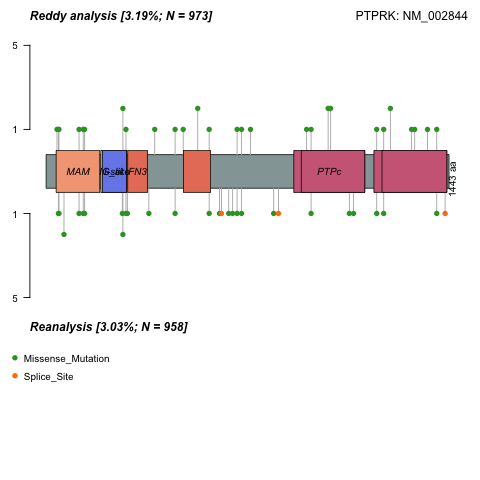 Reddy analysis [3.19%; N = 973]
PTPRK: NM_002844
5
1
MAM
FN3
PTPc
1443 aa
1
5
Reanalysis [3.03%; N = 958]
Missense_Mutation
Splice_Site